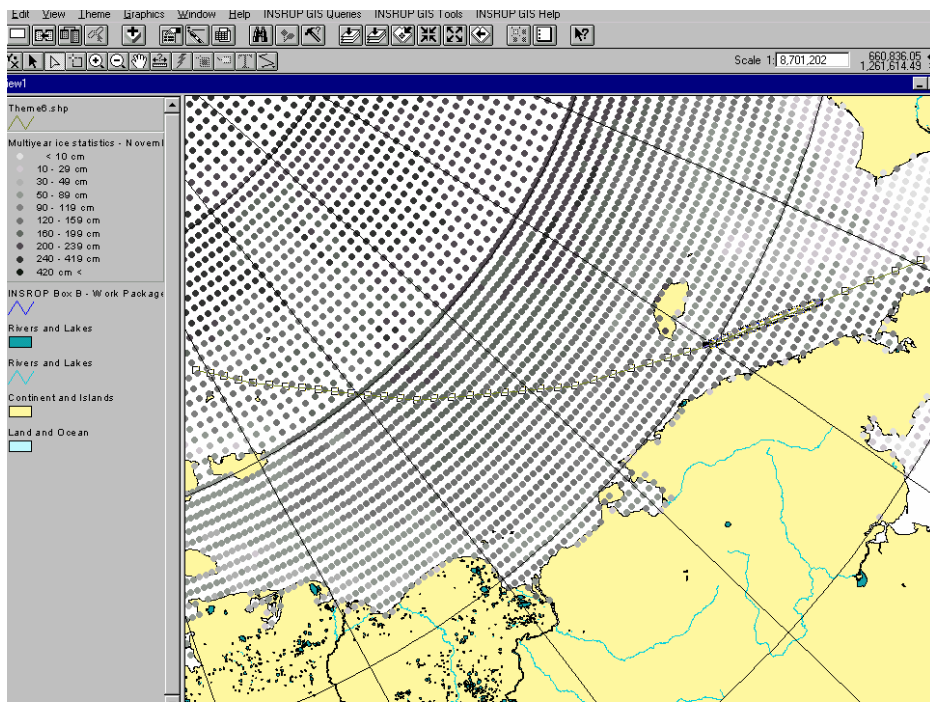 Edit View Theme Graphics Window Help INSRUP GIS Queries INSROP GIS Tools INSROP GIS Help
Scale 1: 8,701,202
660,836.05
1,261,614.49
iew1
Theme6.shp
Multiyear ice statistics - Novem
< 10 cm
10 - 29 cm
30 - 49 cm
50 - 89 cm
90 - 119 cm
120 - 159 cm
160 - 199 cm
200 - 239 cm
240 - 419 cm
420 cm <
INSROP Box B - Work Package
Rivers and Lakes
Rivers and Lakes
Continent and Islands
Land and Ocean